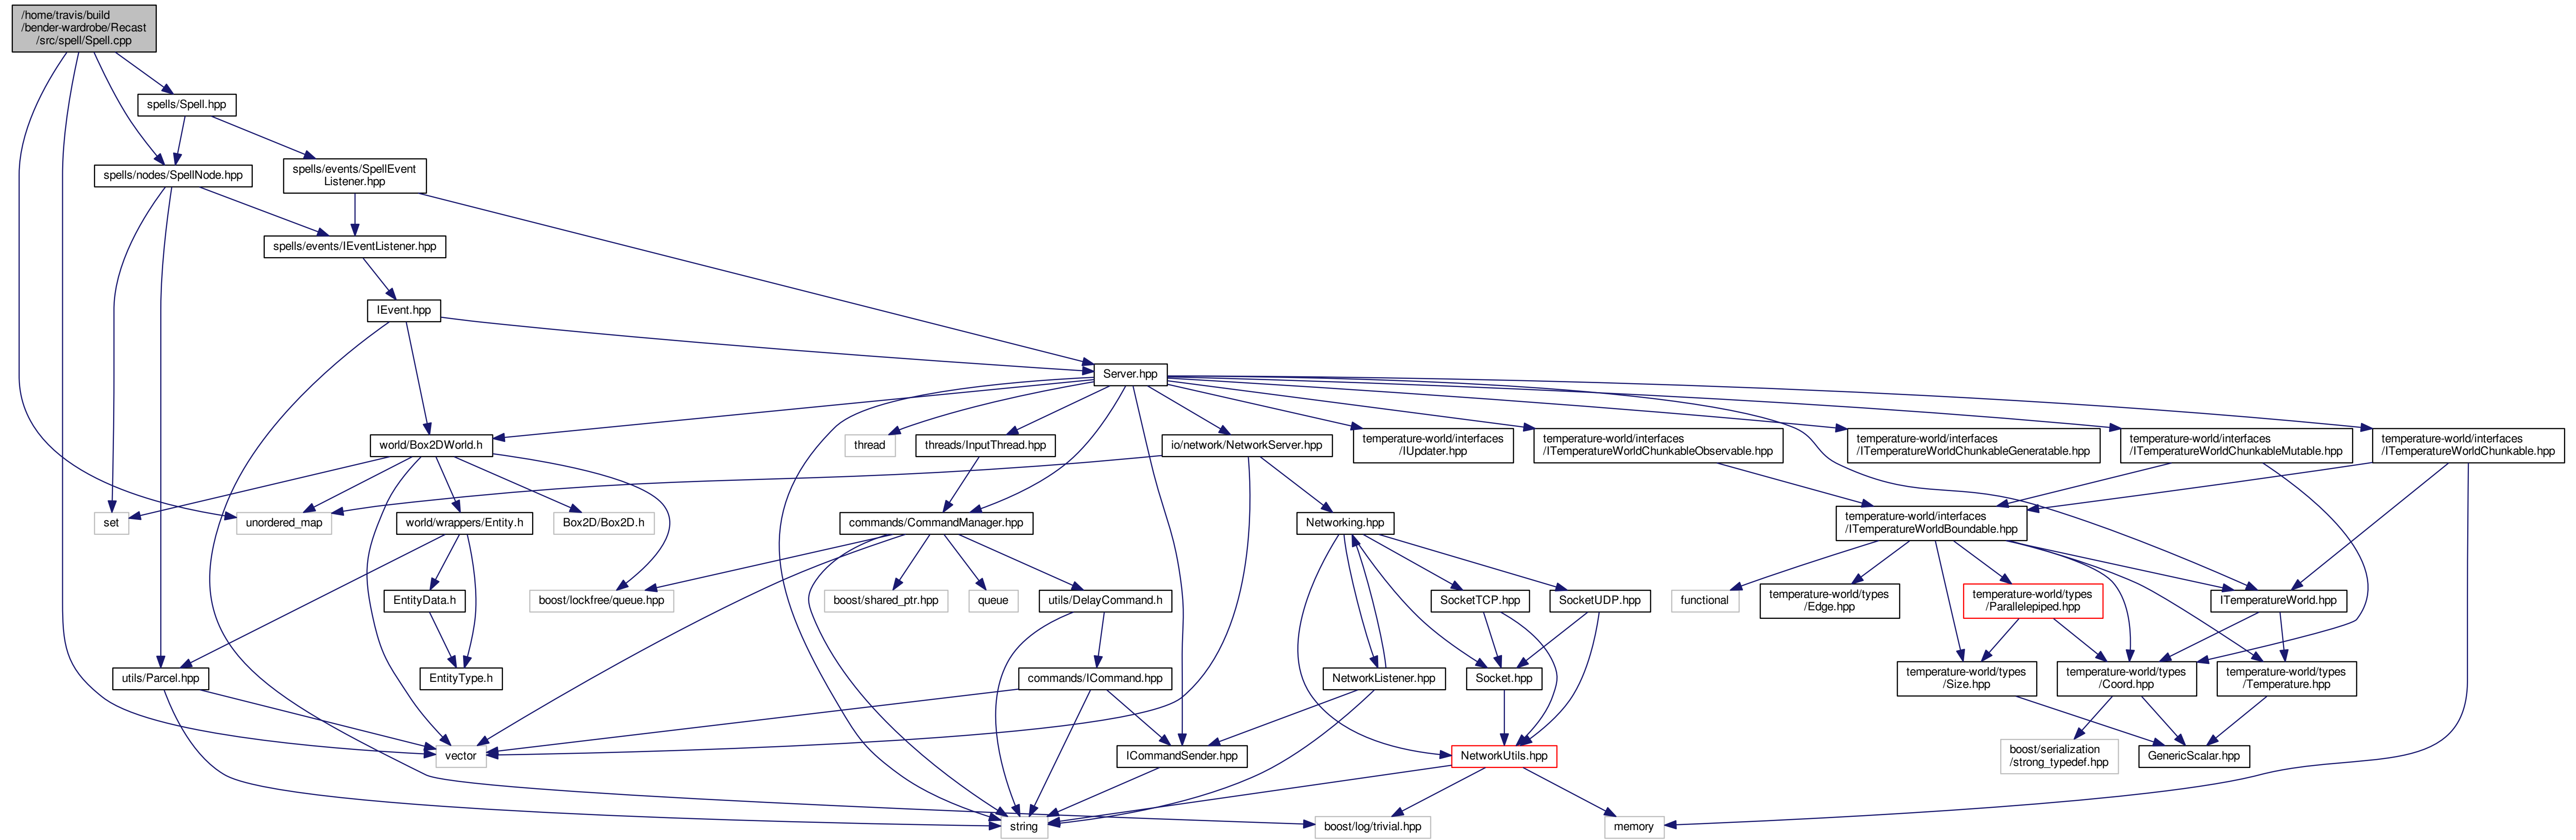 /home/travis/build
/bender-wardrobe/Recast
/src/spell/Spell.cpp
spells/Spell.hpp
spells/nodes/SpellNode.hpp
spells/events/SpellEvent
Listener.hpp
spells/events/IEventListener.hpp
IEvent.hpp
Server.hpp
world/Box2DWorld.h
thread
threads/InputThread.hpp
io/network/NetworkServer.hpp
temperature-world/interfaces
/IUpdater.hpp
temperature-world/interfaces
/ITemperatureWorldChunkableObservable.hpp
temperature-world/interfaces
/ITemperatureWorldChunkableGeneratable.hpp
temperature-world/interfaces
/ITemperatureWorldChunkableMutable.hpp
temperature-world/interfaces
/ITemperatureWorldChunkable.hpp
set
unordered_map
world/wrappers/Entity.h
Box2D/Box2D.h
commands/CommandManager.hpp
Networking.hpp
temperature-world/interfaces
/ITemperatureWorldBoundable.hpp
EntityData.h
boost/lockfree/queue.hpp
boost/shared_ptr.hpp
queue
utils/DelayCommand.h
SocketTCP.hpp
SocketUDP.hpp
functional
temperature-world/types
/Edge.hpp
temperature-world/types
/Parallelepiped.hpp
ITemperatureWorld.hpp
utils/Parcel.hpp
EntityType.h
commands/ICommand.hpp
NetworkListener.hpp
Socket.hpp
temperature-world/types
/Size.hpp
temperature-world/types
/Coord.hpp
temperature-world/types
/Temperature.hpp
vector
ICommandSender.hpp
NetworkUtils.hpp
boost/serialization
/strong_typedef.hpp
GenericScalar.hpp
string
boost/log/trivial.hpp
memory